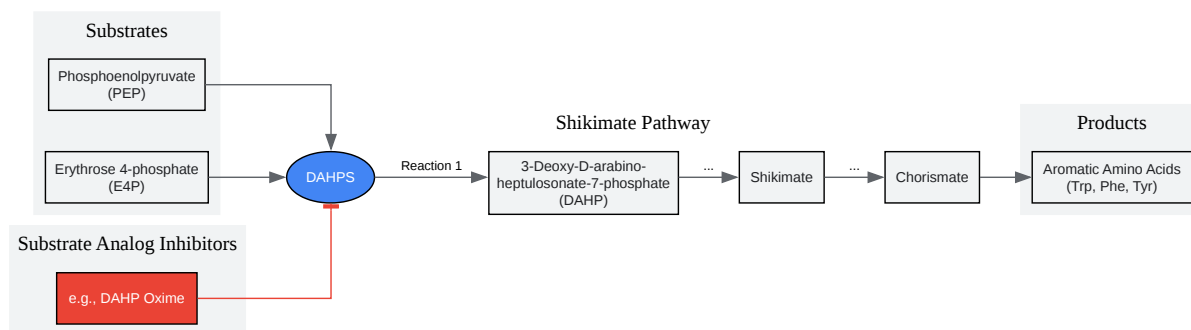 Substrates
Phosphoenolpyruvate
(PEP)
Erythrose 4-phosphate
(E4P)
DAHPS
Reaction 1
Shikimate Pathway
3-Deoxy-D-arabino-
heptulosonate-7-phosphate
(DAHP)
...
Shikimate
...
Chorismate
Products
Aromatic Amino Acids
(Trp, Phe, Tyr)
Substrate Analog Inhibitors
e.g., DAHP Oxime